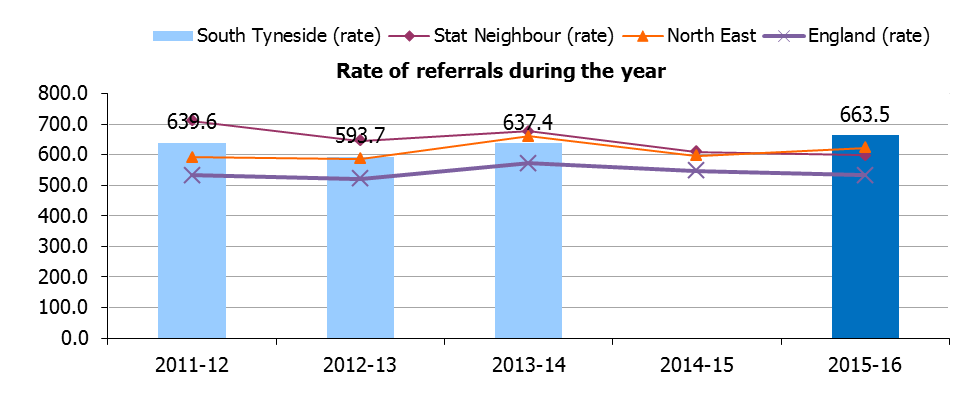 South Tyneside (rate) Stat Neighbour (rate) North East England (rate)
Rate of referrals during the year
800.0
700.0
600.0
500.0
400.0
300.0
200.0
100.0
0.0
639.6 593.7 637.4 663.5
2011-12 2012-13 2013-14 2014-15 2015-16